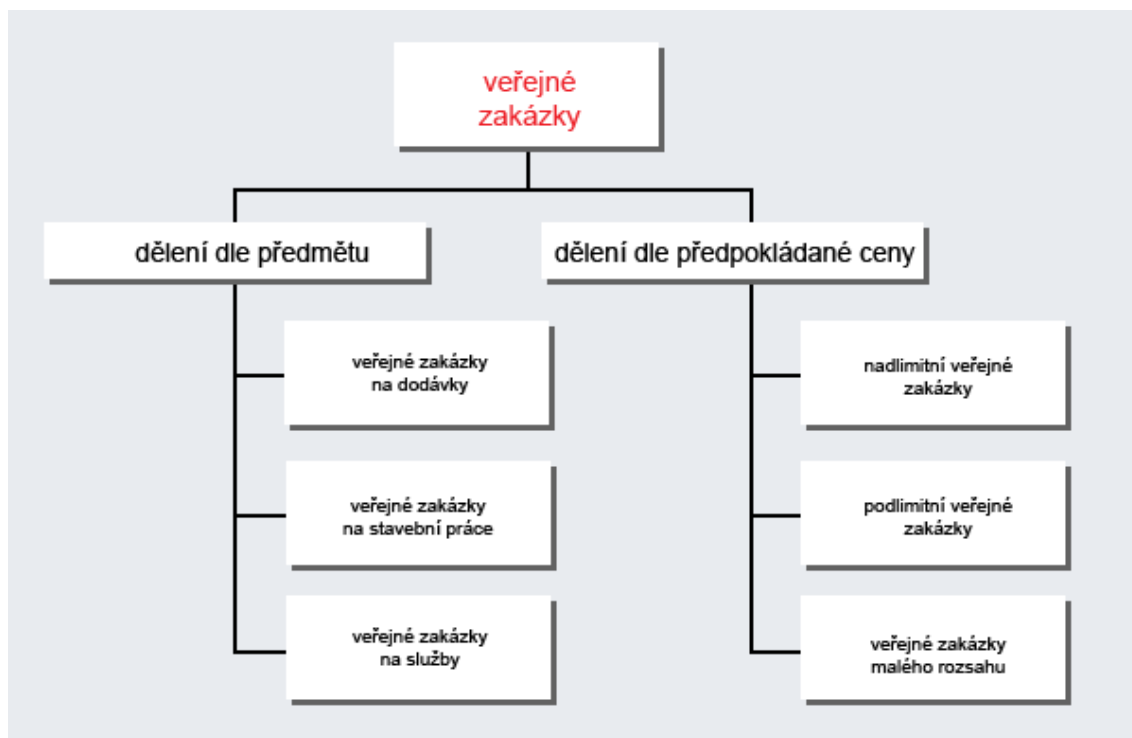 veřejné
zakázky
dělení dle předmětu
dělení dle předpokládané ceny
veřejné zakázky
na dodávky
nadlimitní veřejné
zakázky
veřejné zakázky
na stavební práce
podlimitní veřejné
zakázky
veřejné zakázky
na služby
veřejné zakázky
malého rozsahu